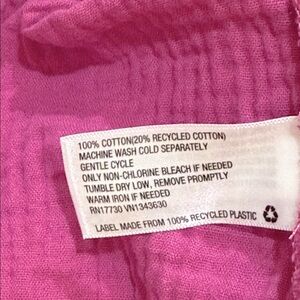 100% COTTON(20% RECYCLED COTTON)
MACHINE WASH COLD SEPARATELY
GENTLE CYCLE
ONLY NON-CHLORINE BLEACH IF NEEDED
TUMBLE DRY LOW, REMOVE PROMPTLY
WARM IRON IF NEEDED
RN17730 VN1343630
LABEL MADE FROM 100% RECYCLED PLASTIC